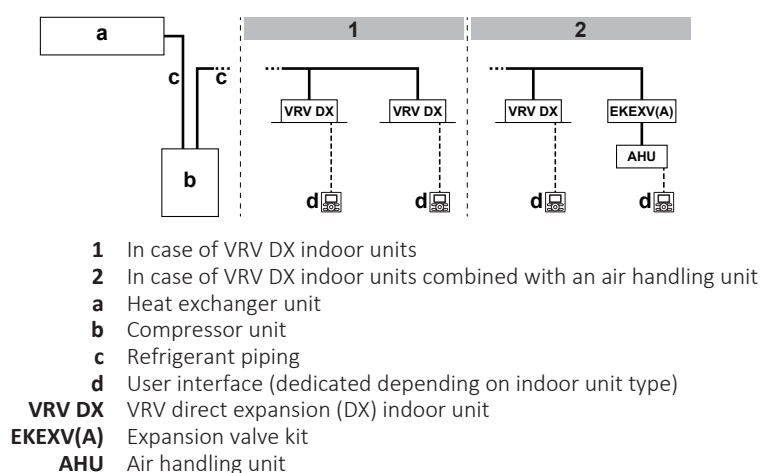 a
1
2
c
c
VRV DX
VRV DX
VRV DX
EKEXV(A)
AHU
b
d
d
d
d
1 In case of VRV DX indoor units
2 In case of VRV DX indoor units combined with an air handling unit
a Heat exchanger unit
b Compressor unit
c Refrigerant piping
d User interface (dedicated depending on indoor unit type)
VRV DX VRV direct expansion (DX) indoor unit
EKEXV(A) Expansion valve kit
AHU Air handling unit